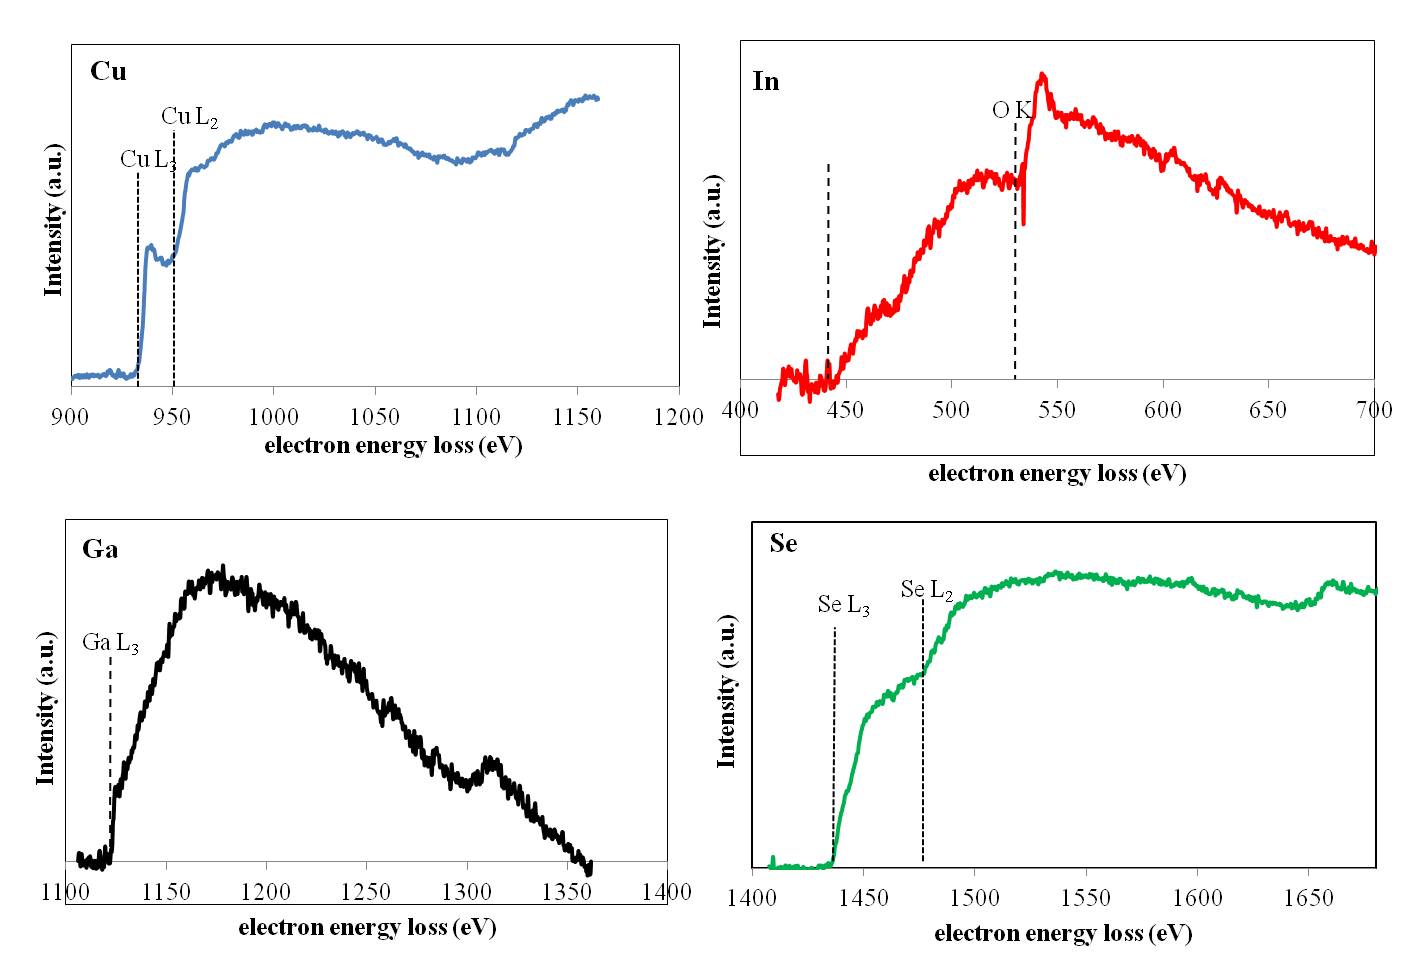 Cu
Cu L2
Cu L3
Intensity (a.u.)
900 950 1000 1050 1100 1150 1200
electron energy loss (eV)
In
O K
Intensity (a.u.)
400 450 500 550 600 650 700
electron energy loss (eV)
Ga
Ga L3
Intensity (a.u.)
1100 1150 1200 1250 1300 1350 1400
electron energy loss (eV)
Se
Se L2
Se L3
Intensity (a.u.)
1400 1450 1500 1550 1600 1650
electron energy loss (eV)